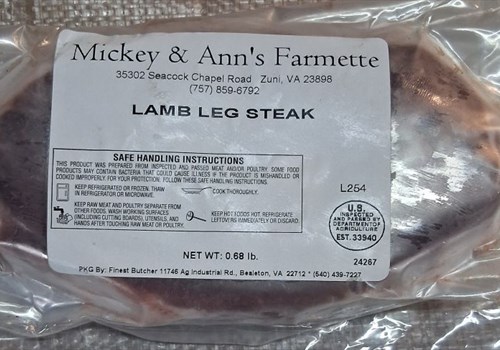 Mickey & Ann's Farmette
35302 Seacock Chapel Road Zuni, VA 23898
(757) 859-6792
LAMB LEG STEAK
SAFE HANDLING INSTRUCTIONS
THIS PRODUCT WAS PREPARED FROM INSPECTED AND PASSED MEAT AND/OR POULTRY. SOME FOOD
PRODUCTS MAY CONTAIN BACTERIA THAT COULD CAUSE ILLNESS IF THE PRODUCT IS MISHANDLED OR
COOKED IMPROPERLY. FOR YOUR PROTECTION, FOLLOW THESE SAFE HANDLING INSTRUCTIONS.
KEEP REFRIGERATED OR FROZEN. THAW
IN REFRIGERATOR OR MICROWAVE.
COOK THOROUGHLY.
KEEP RAW MEAT AND POULTRY SEPARATE FROM
OTHER FOODS. WASH WORKING SURFACES
(INCLUDING CUTTING BOARDS), UTENSILS, AND
HANDS AFTER TOUCHING RAW MEAT OR POULTRY.
KEEP HOT FOODS HOT. REFRIGERATE
LEFTOVERS IMMEDIATELY OR DISCARD.
L254
U.S.
INSPECTED
AND PASSED BY
DEPARTMENT OF
AGRICULTURE
EST. 33940
NET WT: 0.68 lb.
24267
PKG By: Finest Butcher 11746 Ag Industrial Rd., Bealeton, VA 22712 * (540) 439-7227